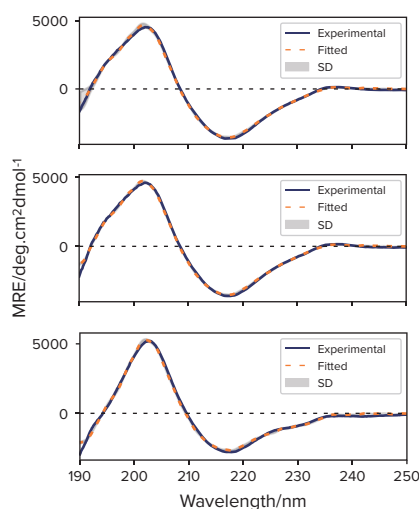 5000
Experimental
Fitted
SD
0
5000
Experimental
Fitted
SD
0
MRE/deg.cm²dmol⁻¹
5000
Experimental
Fitted
SD
0
190 200 210 220 230 240 250
Wavelength/nm